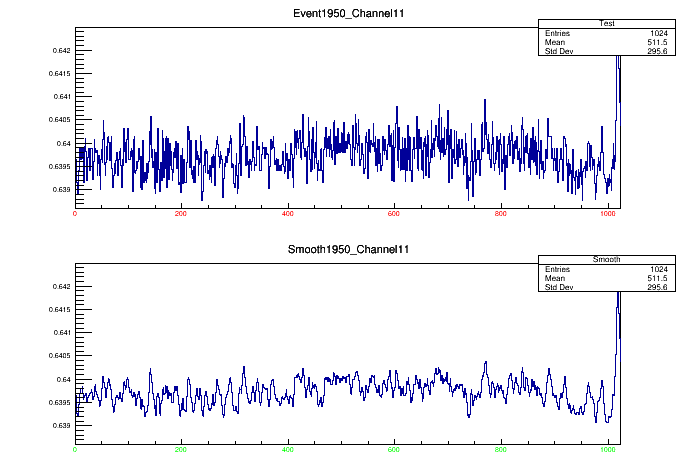 Event1950_Channel11
Test
Entries 1024
Mean 511.5
Std Dev 295.6
0.642
0.6415
0.641
0.6405
0.64
0.6395
0.639
0 200 400 600 800 1000
Smooth1950_Channel11
Smooth
Entries 1024
Mean 511.5
Std Dev 295.6
0.642
0.6415
0.641
0.6405
0.64
0.6395
0.639
0 200 400 600 800 1000